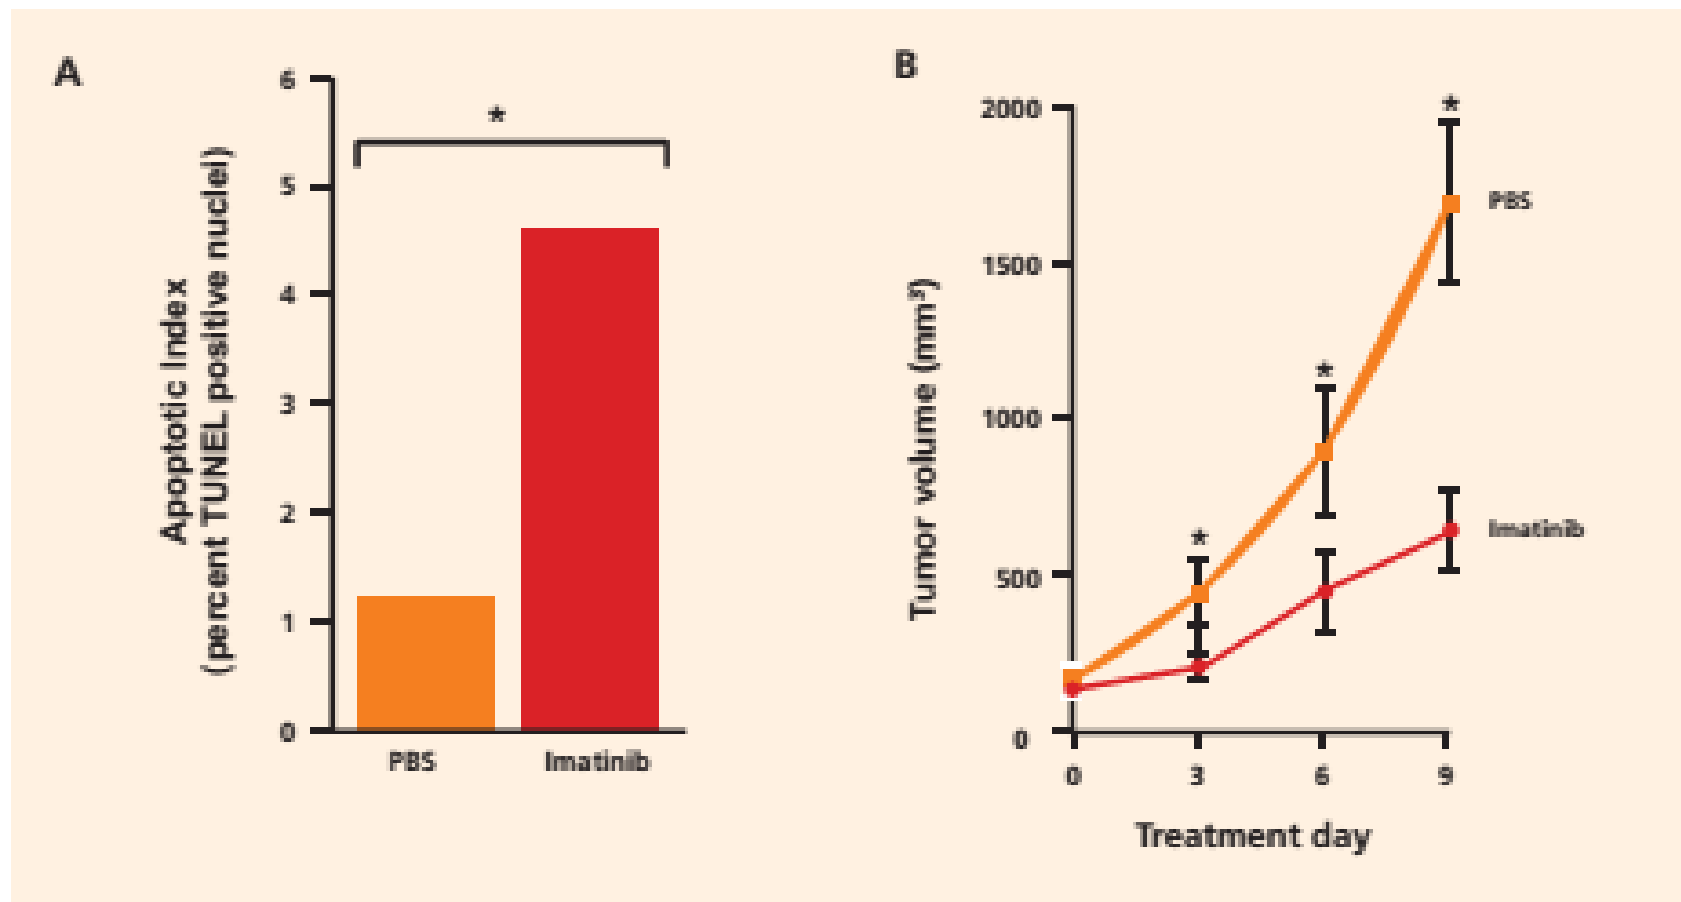 A
6
*
5
4
3
2
1
0
Apoptotic Index
(percent TUNEL positive nuclei)
PBS
Imatinib
B
2000
1500
1000
500
0
Tumor volume (mm³)
*
*
*
PBS
Imatinib
0
3
6
9
Treatment day